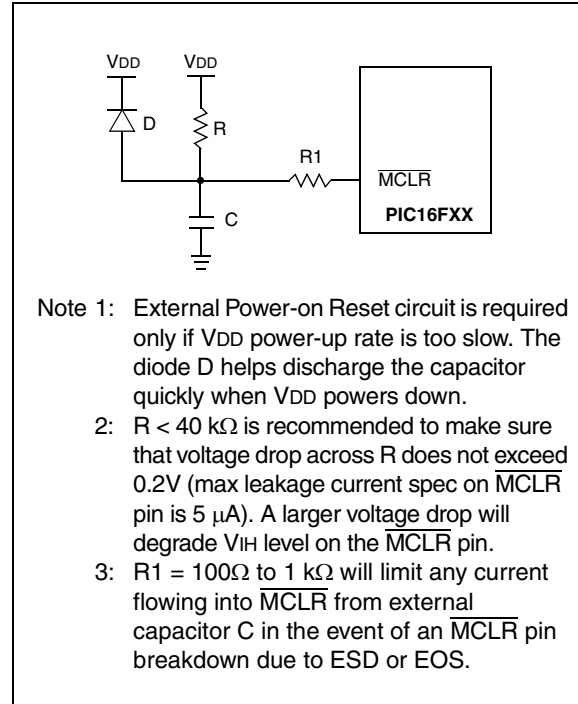 VDD VDD
D
R
R1
MCLR
C
PIC16FXX
Note 1: External Power-on Reset circuit is required
only if VDD power-up rate is too slow. The
diode D helps discharge the capacitor
quickly when VDD powers down.
2: R < 40 kΩ is recommended to make sure
that voltage drop across R does not exceed
0.2V (max leakage current spec on MCLR
pin is 5 μA). A larger voltage drop will
degrade VIH level on the MCLR pin.
3: R1 = 100Ω to 1 kΩ will limit any current
flowing into MCLR from external
capacitor C in the event of an MCLR pin
breakdown due to ESD or EOS.